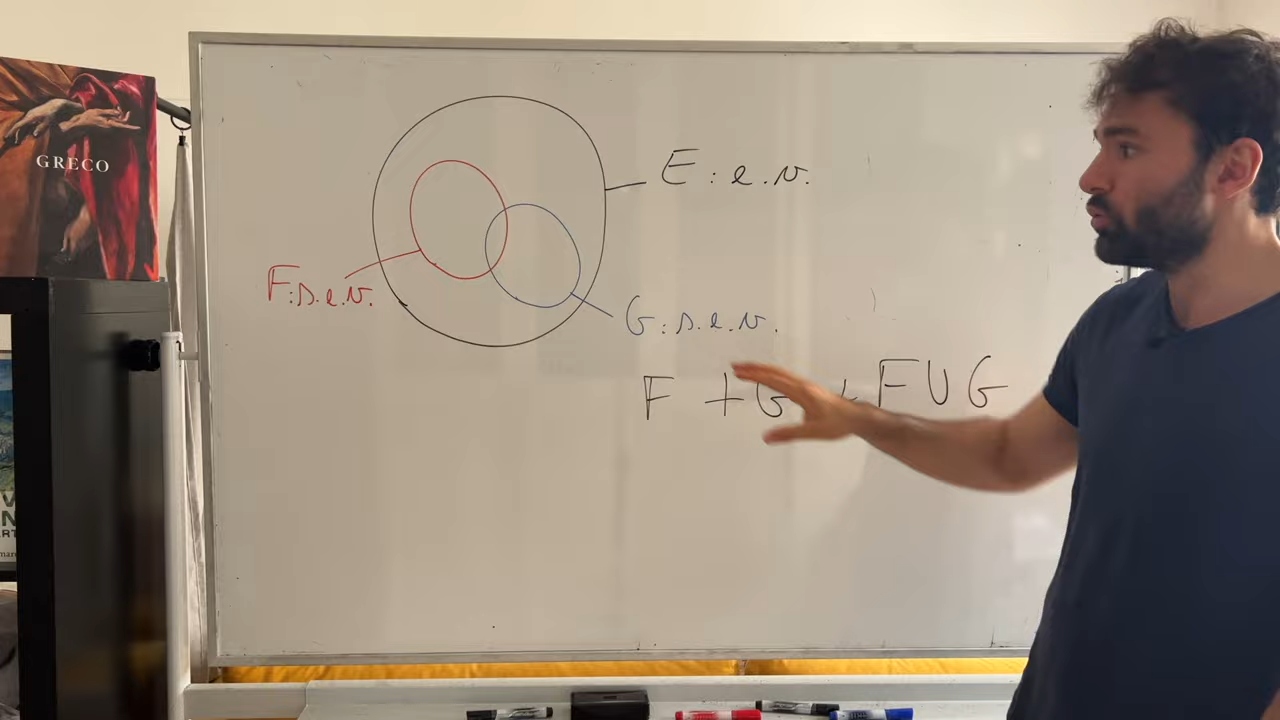 GRECO
E : e.v.
F : s.e.v.
G : s.e.v.
F + G F ∪ G